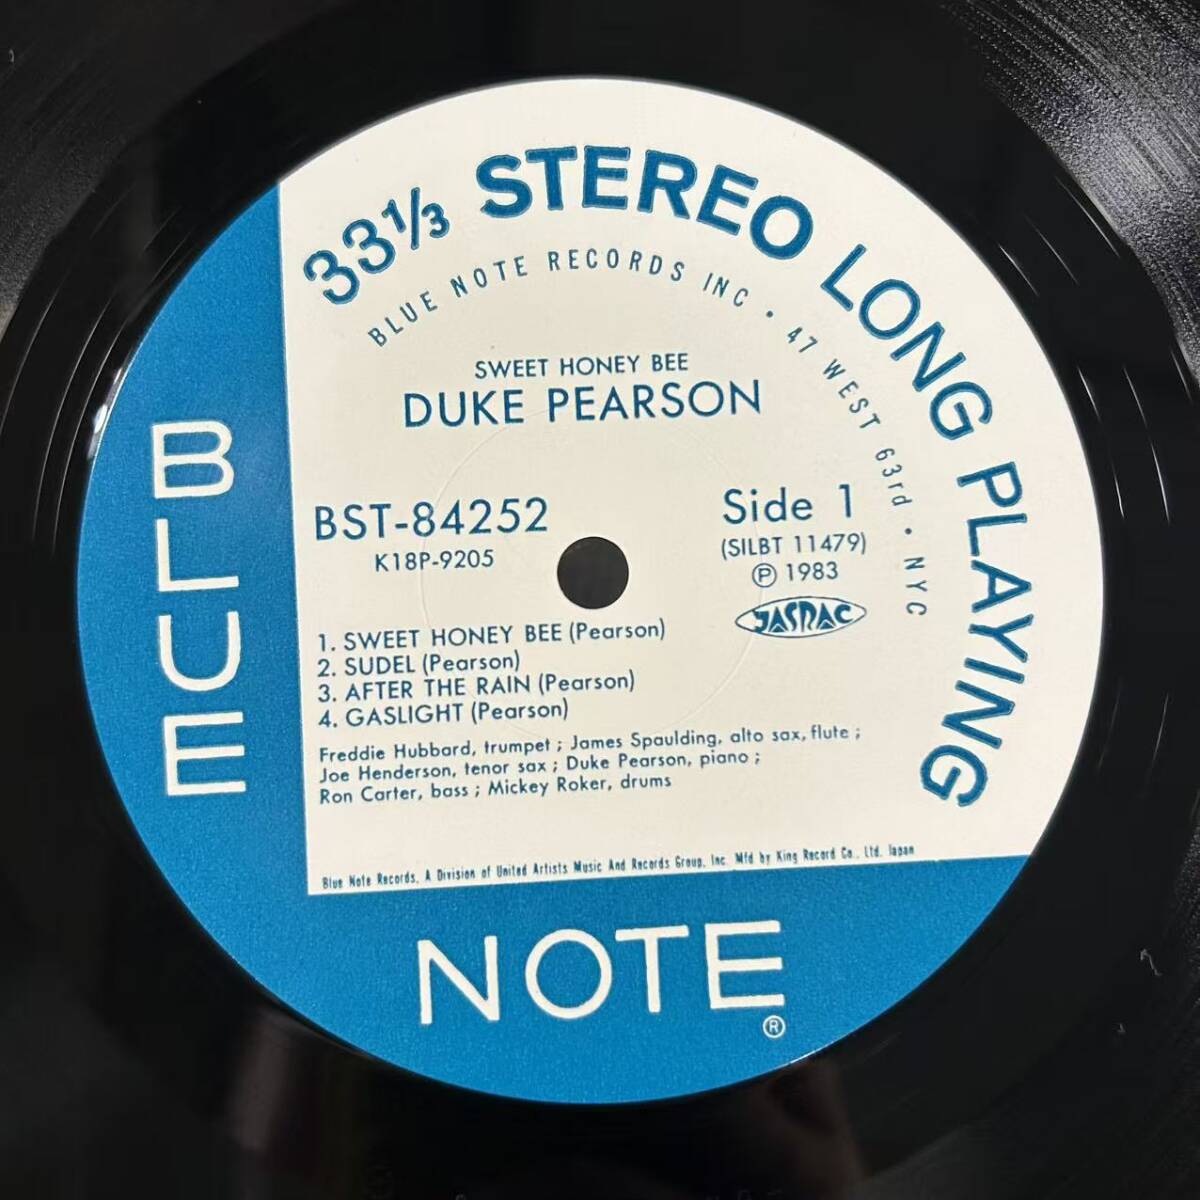 33⅓ STEREO LONG PLAYING
BLUE NOTE RECORDS INC • 47 WEST 63rd • NYC
SWEET HONEY BEE
DUKE PEARSON
BST-84252
K18P-9205
Side 1
(SILBT 11479)
Ⓟ 1983
JASRAC
1. SWEET HONEY BEE (Pearson)
2. SUDEL (Pearson)
3. AFTER THE RAIN (Pearson)
4. GASLIGHT (Pearson)
Freddie Hubbard, trumpet ; James Spaulding, alto sax, flute ;
Joe Henderson, tenor sax ; Duke Pearson, piano ;
Ron Carter, bass ; Mickey Roker, drums
Blue Note Records, A Division of United Artists Music And Records Group, Inc. Mfd by King Record Co., Ltd. Japan
BLUE
NOTE
®